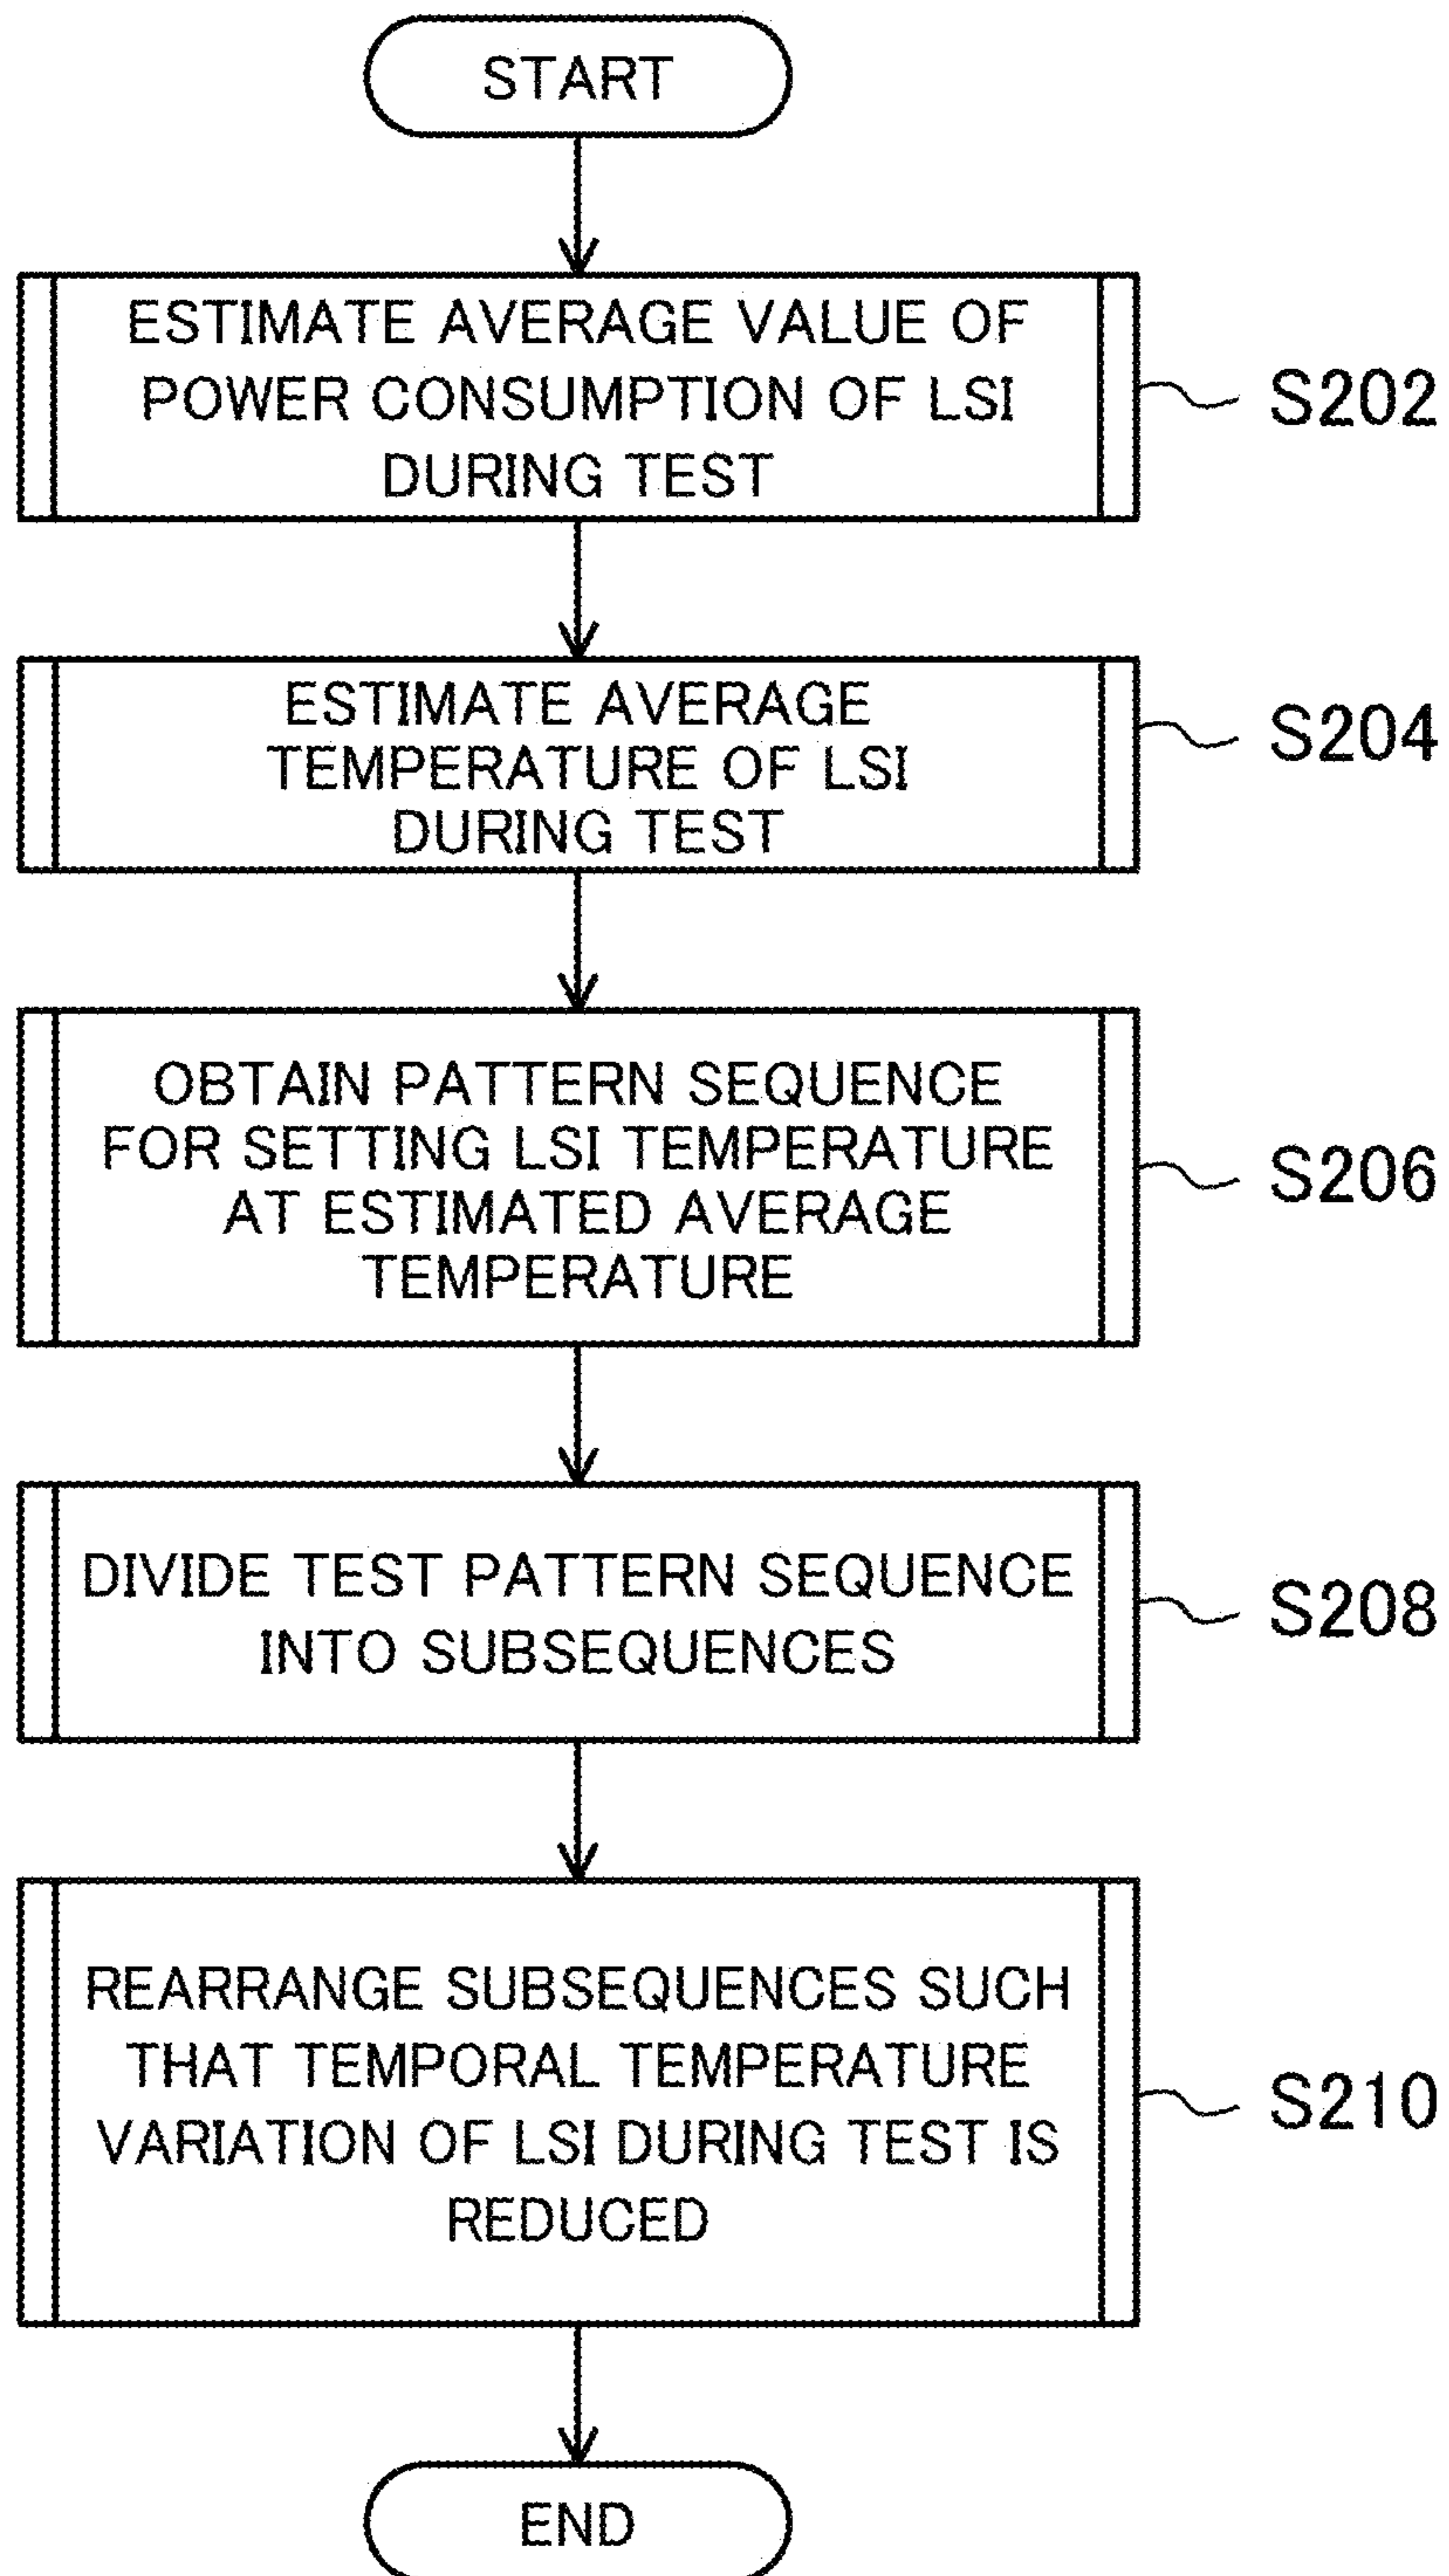 START
ESTIMATE AVERAGE VALUE OF
POWER CONSUMPTION OF LSI
DURING TEST
S202
ESTIMATE AVERAGE
TEMPERATURE OF LSI
DURING TEST
S204
OBTAIN PATTERN SEQUENCE
FOR SETTING LSI TEMPERATURE
AT ESTIMATED AVERAGE
TEMPERATURE
S206
DIVIDE TEST PATTERN SEQUENCE
INTO SUBSEQUENCES
S208
REARRANGE SUBSEQUENCES SUCH
THAT TEMPORAL TEMPERATURE
VARIATION OF LSI DURING TEST IS
REDUCED
S210
END